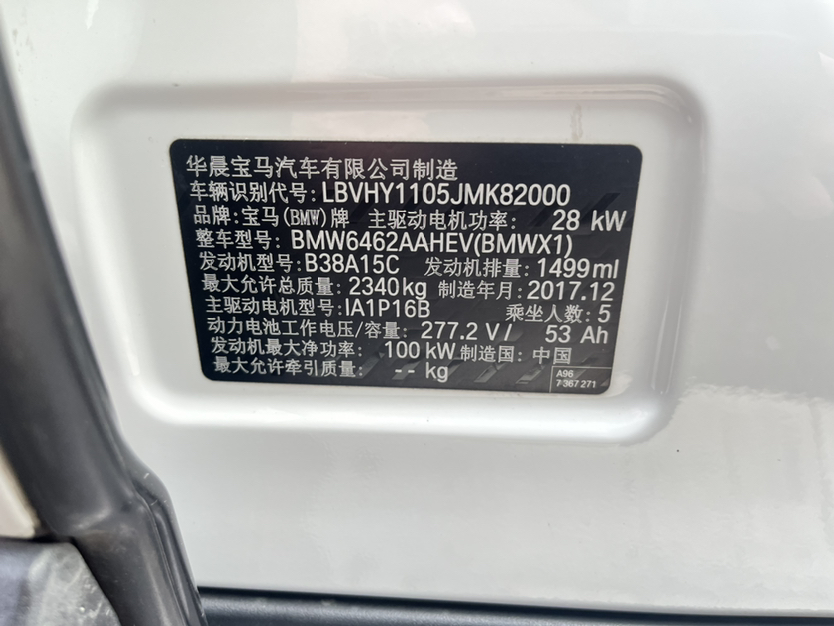 华晨宝马汽车有限公司制造
车辆识别代号: LBVHY1105JMK82000
品牌: 宝马(BMW)牌 主驱动电机功率: 28 kW
整车型号: BMW6462AAHEV(BMWX1)
发动机型号: B38A15C 发动机排量: 1499ml
最大允许总质量: 2340kg 制造年月: 2017.12
主驱动电机型号: IA1P16B 乘坐人数: 5
动力电池工作电压/容量: 277.2 V/ 53 Ah
发动机最大净功率: 100 kW 制造国: 中国
最大允许牵引质量: -- kg
A96
7 367 271